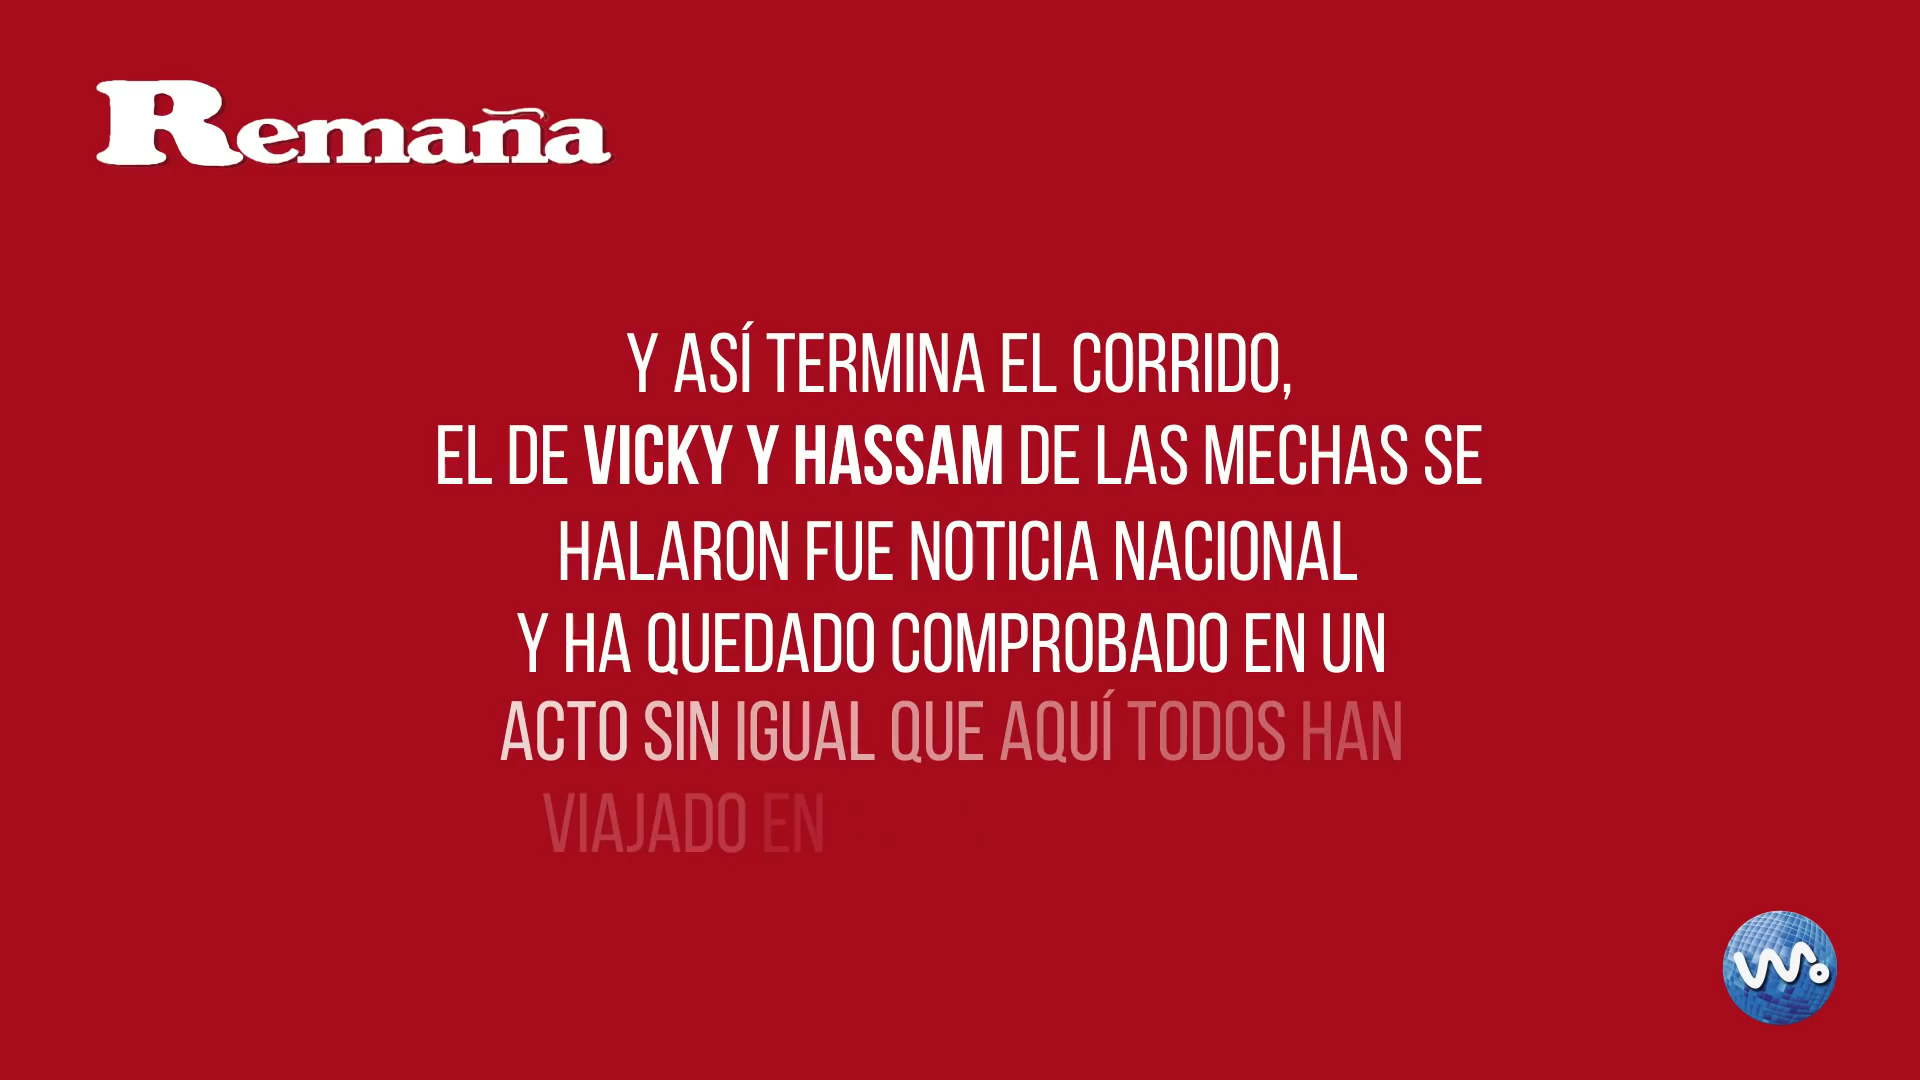 Remaña
Y ASÍ TERMINA EL CORRIDO,
EL DE VICKY Y HASSAM DE LAS MECHAS SE
HALARON FUE NOTICIA NACIONAL
Y HA QUEDADO COMPROBADO EN UN
ACTO SIN IGUAL QUE AQUÍ TODOS HAN
VIAJADO EN